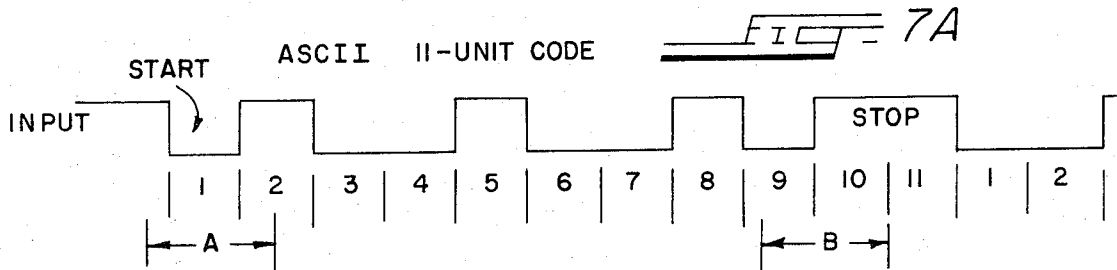 FIG 7A
ASCII 11-UNIT CODE
START
INPUT
STOP
1 2 3 4 5 6 7 8 9 10 11 1 2
A B